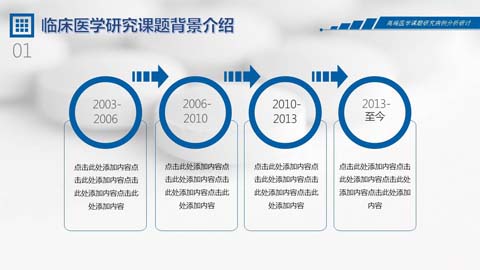 临床医学研究课题背景介绍
高端医学课题研究病例分析研讨
01
2003-
2006
2006-
2010
2010-
2013
2013-
至今
点击此处添加内容点
击此处添加内容点击
此处添加内容点击此
处添加内容
点击此处添加内容点
击此处添加内容点击
此处添加内容点击此
处添加内容
点击此处添加内容点
击此处添加内容点击
此处添加内容点击此
处添加内容
点击此处添加内容
点击此处添加内容点击此处
添加内容点击此处添加
内容